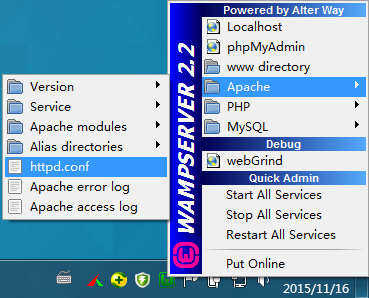 Powered by Alter Way
Localhost
phpMyAdmin
www directory
Apache
PHP
MySQL
Debug
webGrind
Quick Admin
Start All Services
Stop All Services
Restart All Services
Put Online
WAMPSERVER 2.2
Version
Service
Apache modules
Alias directories
httpd.conf
Apache error log
Apache access log
2015/11/16